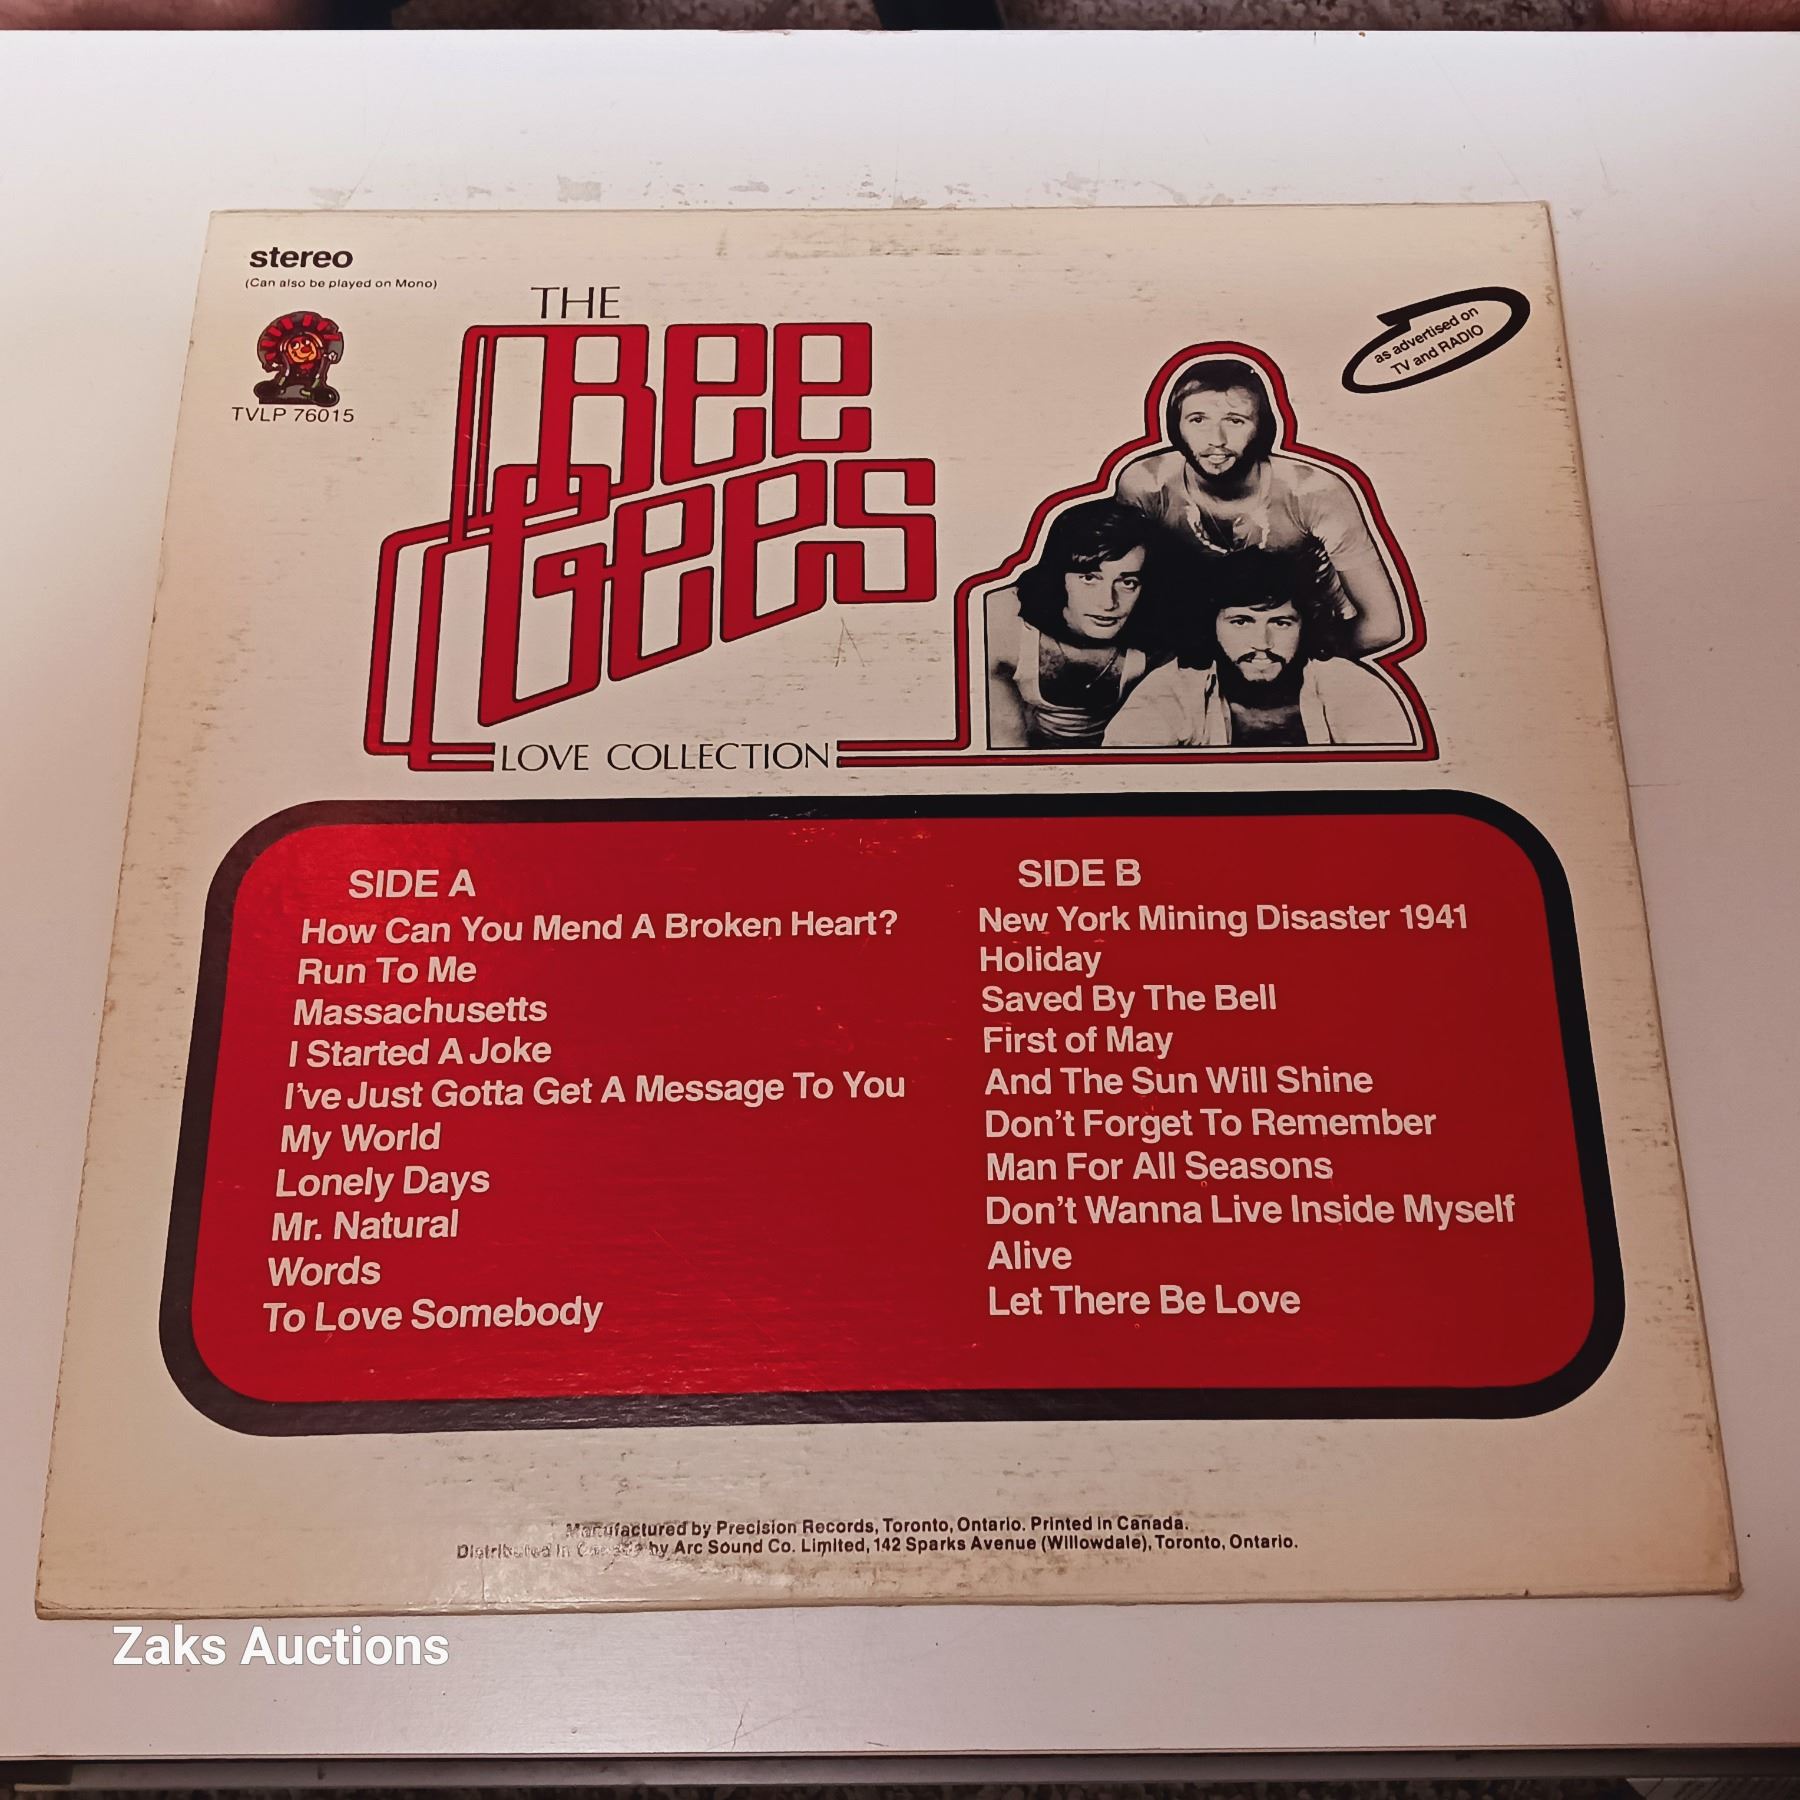 stereo
(Can also be played on Mono)
TVLP 76015
THE
Bee
Gees
LOVE COLLECTION
as advertised on
TV and RADIO
SIDE A
How Can You Mend A Broken Heart?
Run To Me
Massachusetts
I Started A Joke
I've Just Gotta Get A Message To You
My World
Lonely Days
Mr. Natural
Words
To Love Somebody
SIDE B
New York Mining Disaster 1941
Holiday
Saved By The Bell
First of May
And The Sun Will Shine
Don't Forget To Remember
Man For All Seasons
Don't Wanna Live Inside Myself
Alive
Let There Be Love
Manufactured by Precision Records, Toronto, Ontario. Printed in Canada.
Distributed in Canada by Arc Sound Co. Limited, 142 Sparks Avenue (Willowdale), Toronto, Ontario.
Zaks Auctions